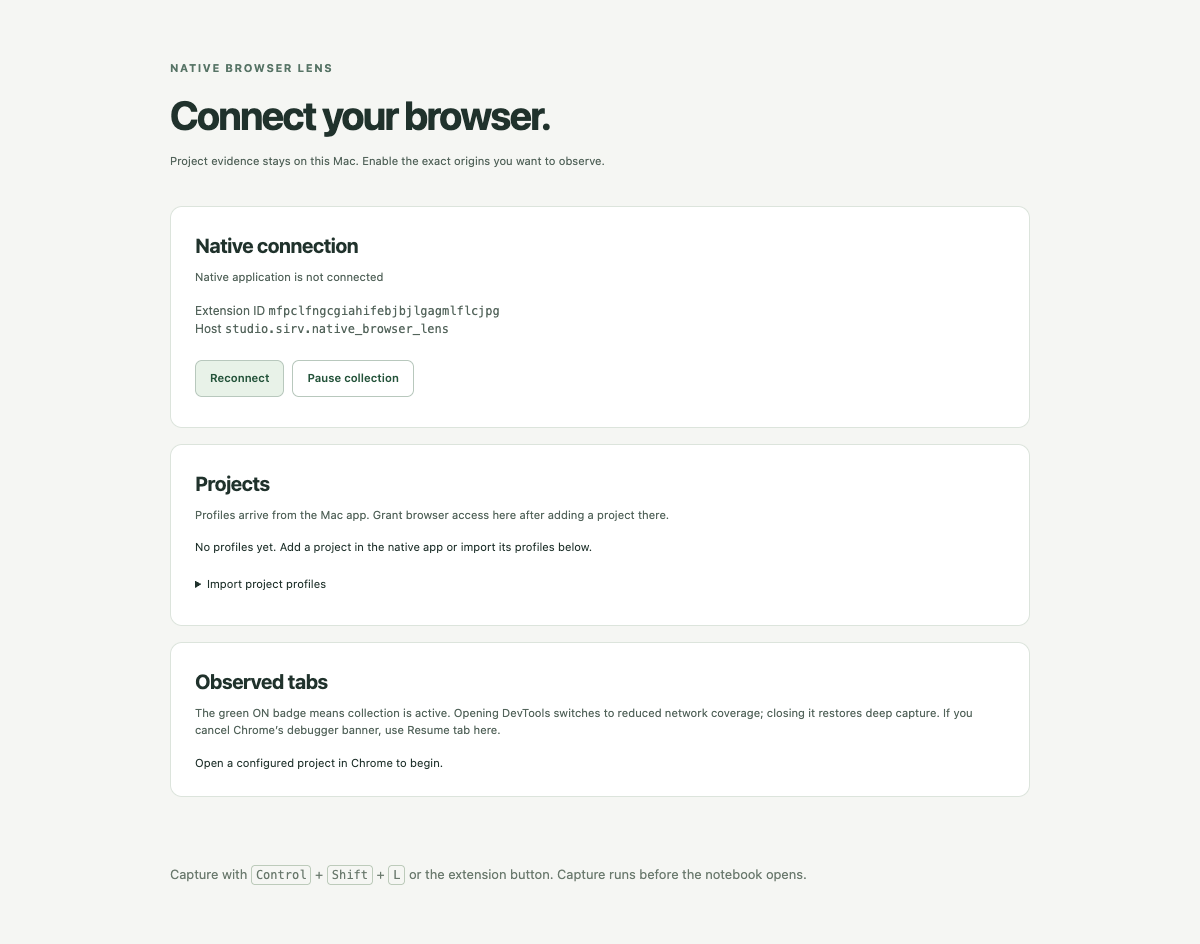 NATIVE BROWSER LENS
Connect your browser.
Project evidence stays on this Mac. Enable the exact origins you want to observe.
Native connection
Native application is not connected
Extension ID mfpclfngcgiahifebjbjlgagmlflcjpg
Host studio.sirv.native_browser_lens
Reconnect
Pause collection
Projects
Profiles arrive from the Mac app. Grant browser access here after adding a project there.
No profiles yet. Add a project in the native app or import its profiles below.
Import project profiles
Observed tabs
The green ON badge means collection is active. Opening DevTools switches to reduced network coverage; closing it restores deep capture. If you
cancel Chrome's debugger banner, use Resume tab here.
Open a configured project in Chrome to begin.
Capture with Control + Shift + L or the extension button. Capture runs before the notebook opens.